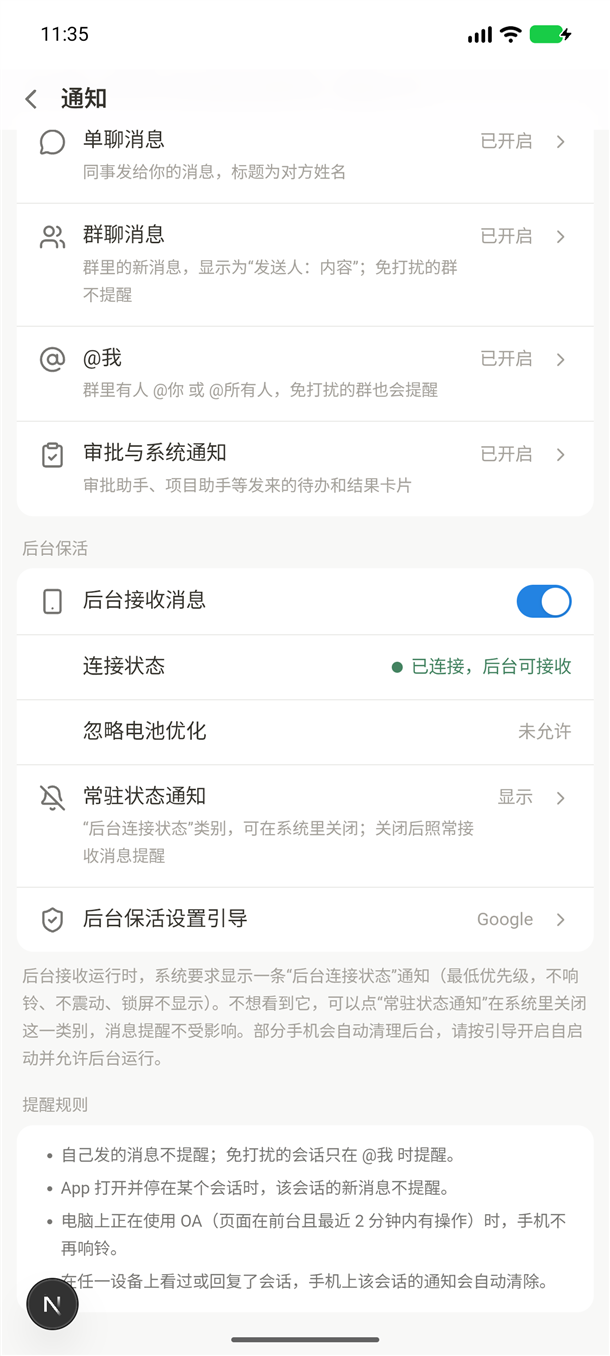 11:35
通知
单聊消息
已开启
同事发给你的消息，标题为对方姓名
群聊消息
已开启
群里的新消息，显示为“发送人：内容”；免打扰的群
不提醒
@我
已开启
群里有人 @你 或 @所有人，免打扰的群也会提醒
审批与系统通知
已开启
审批助手、项目助手等发来的待办和结果卡片
后台保活
后台接收消息
连接状态
已连接，后台可接收
忽略电池优化
未允许
常驻状态通知
显示
“后台连接状态”类别，可在系统里关闭；关闭后照常接
收消息提醒
后台保活设置引导
Google
后台接收运行时，系统要求显示一条“后台连接状态”通知（最低优先级，不响
铃、不震动、锁屏不显示）。不想看到它，可以点“常驻状态通知”在系统里关闭
这一类别，消息提醒不受影响。部分手机会自动清理后台，请按引导开启自启
动并允许后台运行。
提醒规则
• 自己发的消息不提醒；免打扰的会话只在 @我 时提醒。
• App 打开并停在某个会话时，该会话的新消息不提醒。
• 电脑上正在使用 OA（页面在前台且最近 2 分钟内有操作）时，手机不
再响铃。
在任一设备上看过或回复了会话，手机上该会话的通知会自动清除。
N